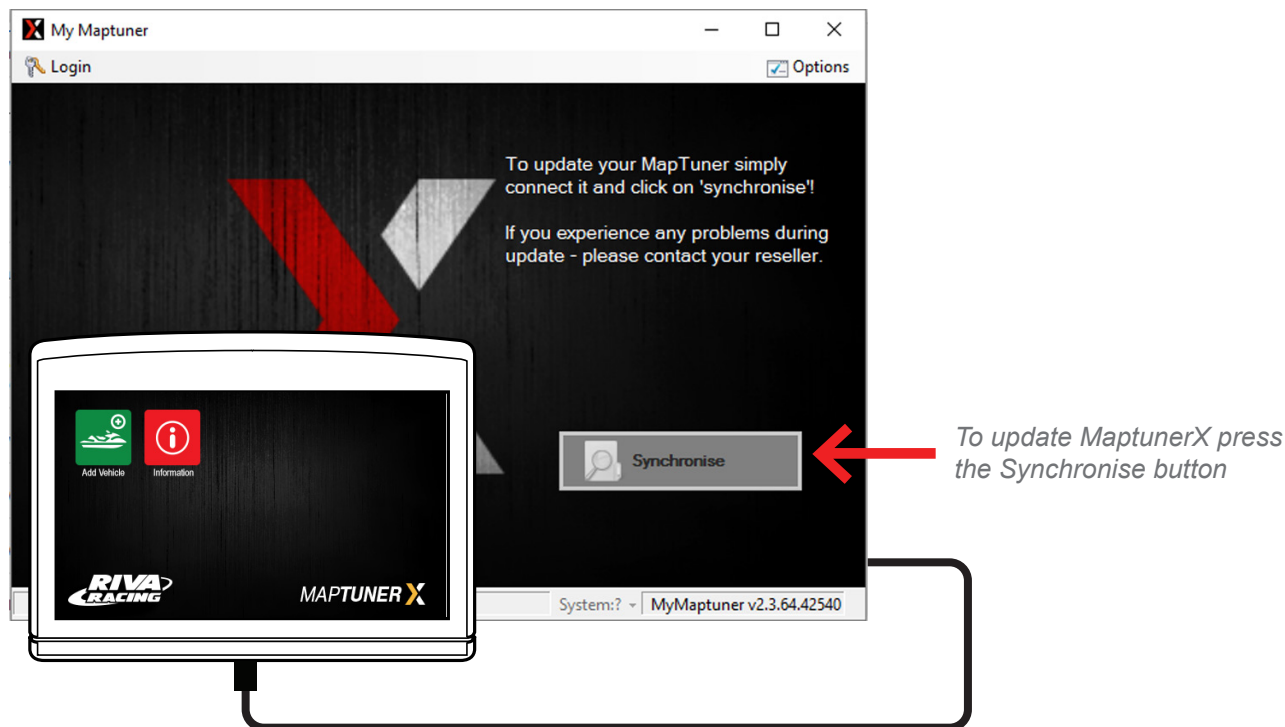 My Maptuner
Login
Options
To update your MapTuner simply
connect it and click on 'synchronise'!
If you experience any problems during
update - please contact your reseller.
Synchronise
To update MaptunerX press
the Synchronise button
Add Vehicle
Information
RIVA
RACING
MAPTUNER X
System:?
MyMaptuner v2.3.64.42540